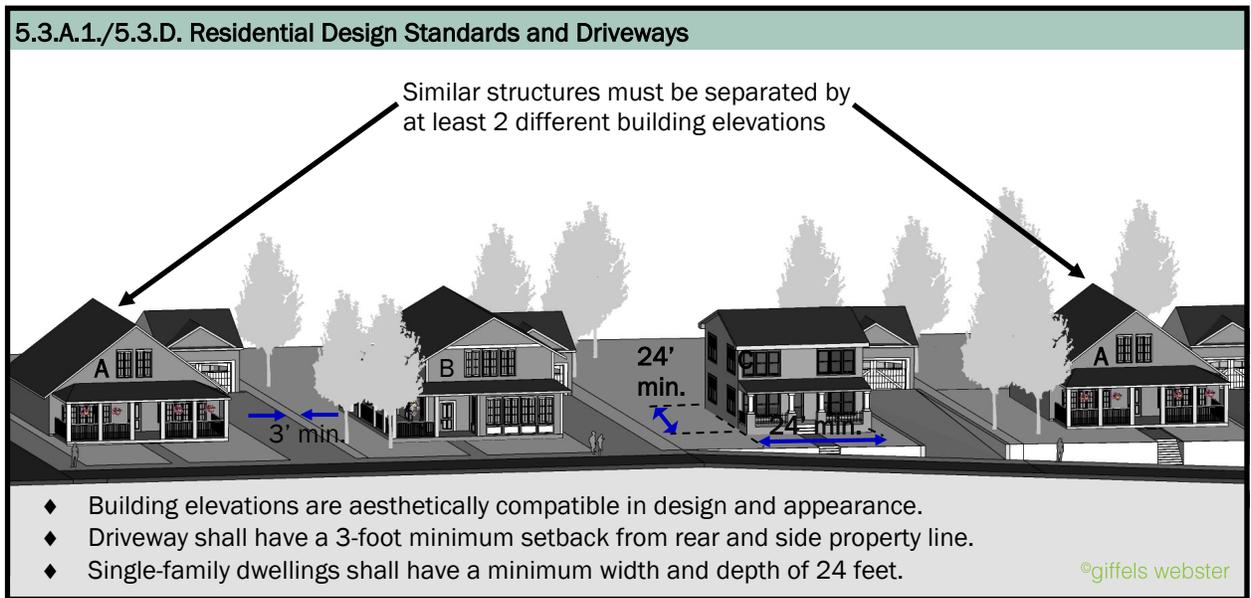 5.3.A.1./5.3.D. Residential Design Standards and Driveways
Similar structures must be separated by
at least 2 different building elevations
A
B
C
A
24'
min.
3' min.
24' min.
♦ Building elevations are aesthetically compatible in design and appearance.
♦ Driveway shall have a 3-foot minimum setback from rear and side property line.
♦ Single-family dwellings shall have a minimum width and depth of 24 feet.
©giffels webster